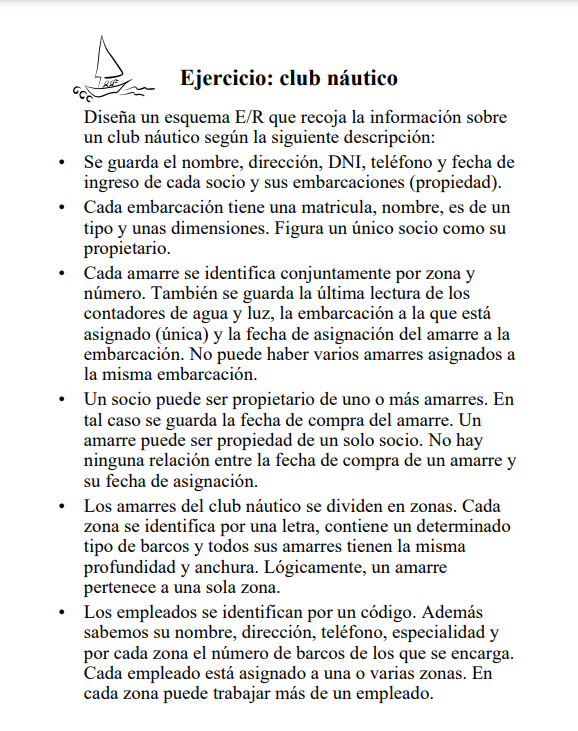 Ejercicio: club náutico
Diseña un esquema E/R que recoja la información sobre
un club náutico según la siguiente descripción:
• Se guarda el nombre, dirección, DNI, teléfono y fecha de
ingreso de cada socio y sus embarcaciones (propiedad).
• Cada embarcación tiene una matricula, nombre, es de un
tipo y unas dimensiones. Figura un único socio como su
propietario.
• Cada amarre se identifica conjuntamente por zona y
número. También se guarda la última lectura de los
contadores de agua y luz, la embarcación a la que está
asignado (única) y la fecha de asignación del amarre a la
embarcación. No puede haber varios amarres asignados a
la misma embarcación.
• Un socio puede ser propietario de uno o más amarres. En
tal caso se guarda la fecha de compra del amarre. Un
amarre puede ser propiedad de un solo socio. No hay
ninguna relación entre la fecha de compra de un amarre y
su fecha de asignación.
• Los amarres del club náutico se dividen en zonas. Cada
zona se identifica por una letra, contiene un determinado
tipo de barcos y todos sus amarres tienen la misma
profundidad y anchura. Lógicamente, un amarre
pertenece a una sola zona.
• Los empleados se identifican por un código. Además
sabemos su nombre, dirección, teléfono, especialidad y
por cada zona el número de barcos de los que se encarga.
Cada empleado está asignado a una o varias zonas. En
cada zona puede trabajar más de un empleado.